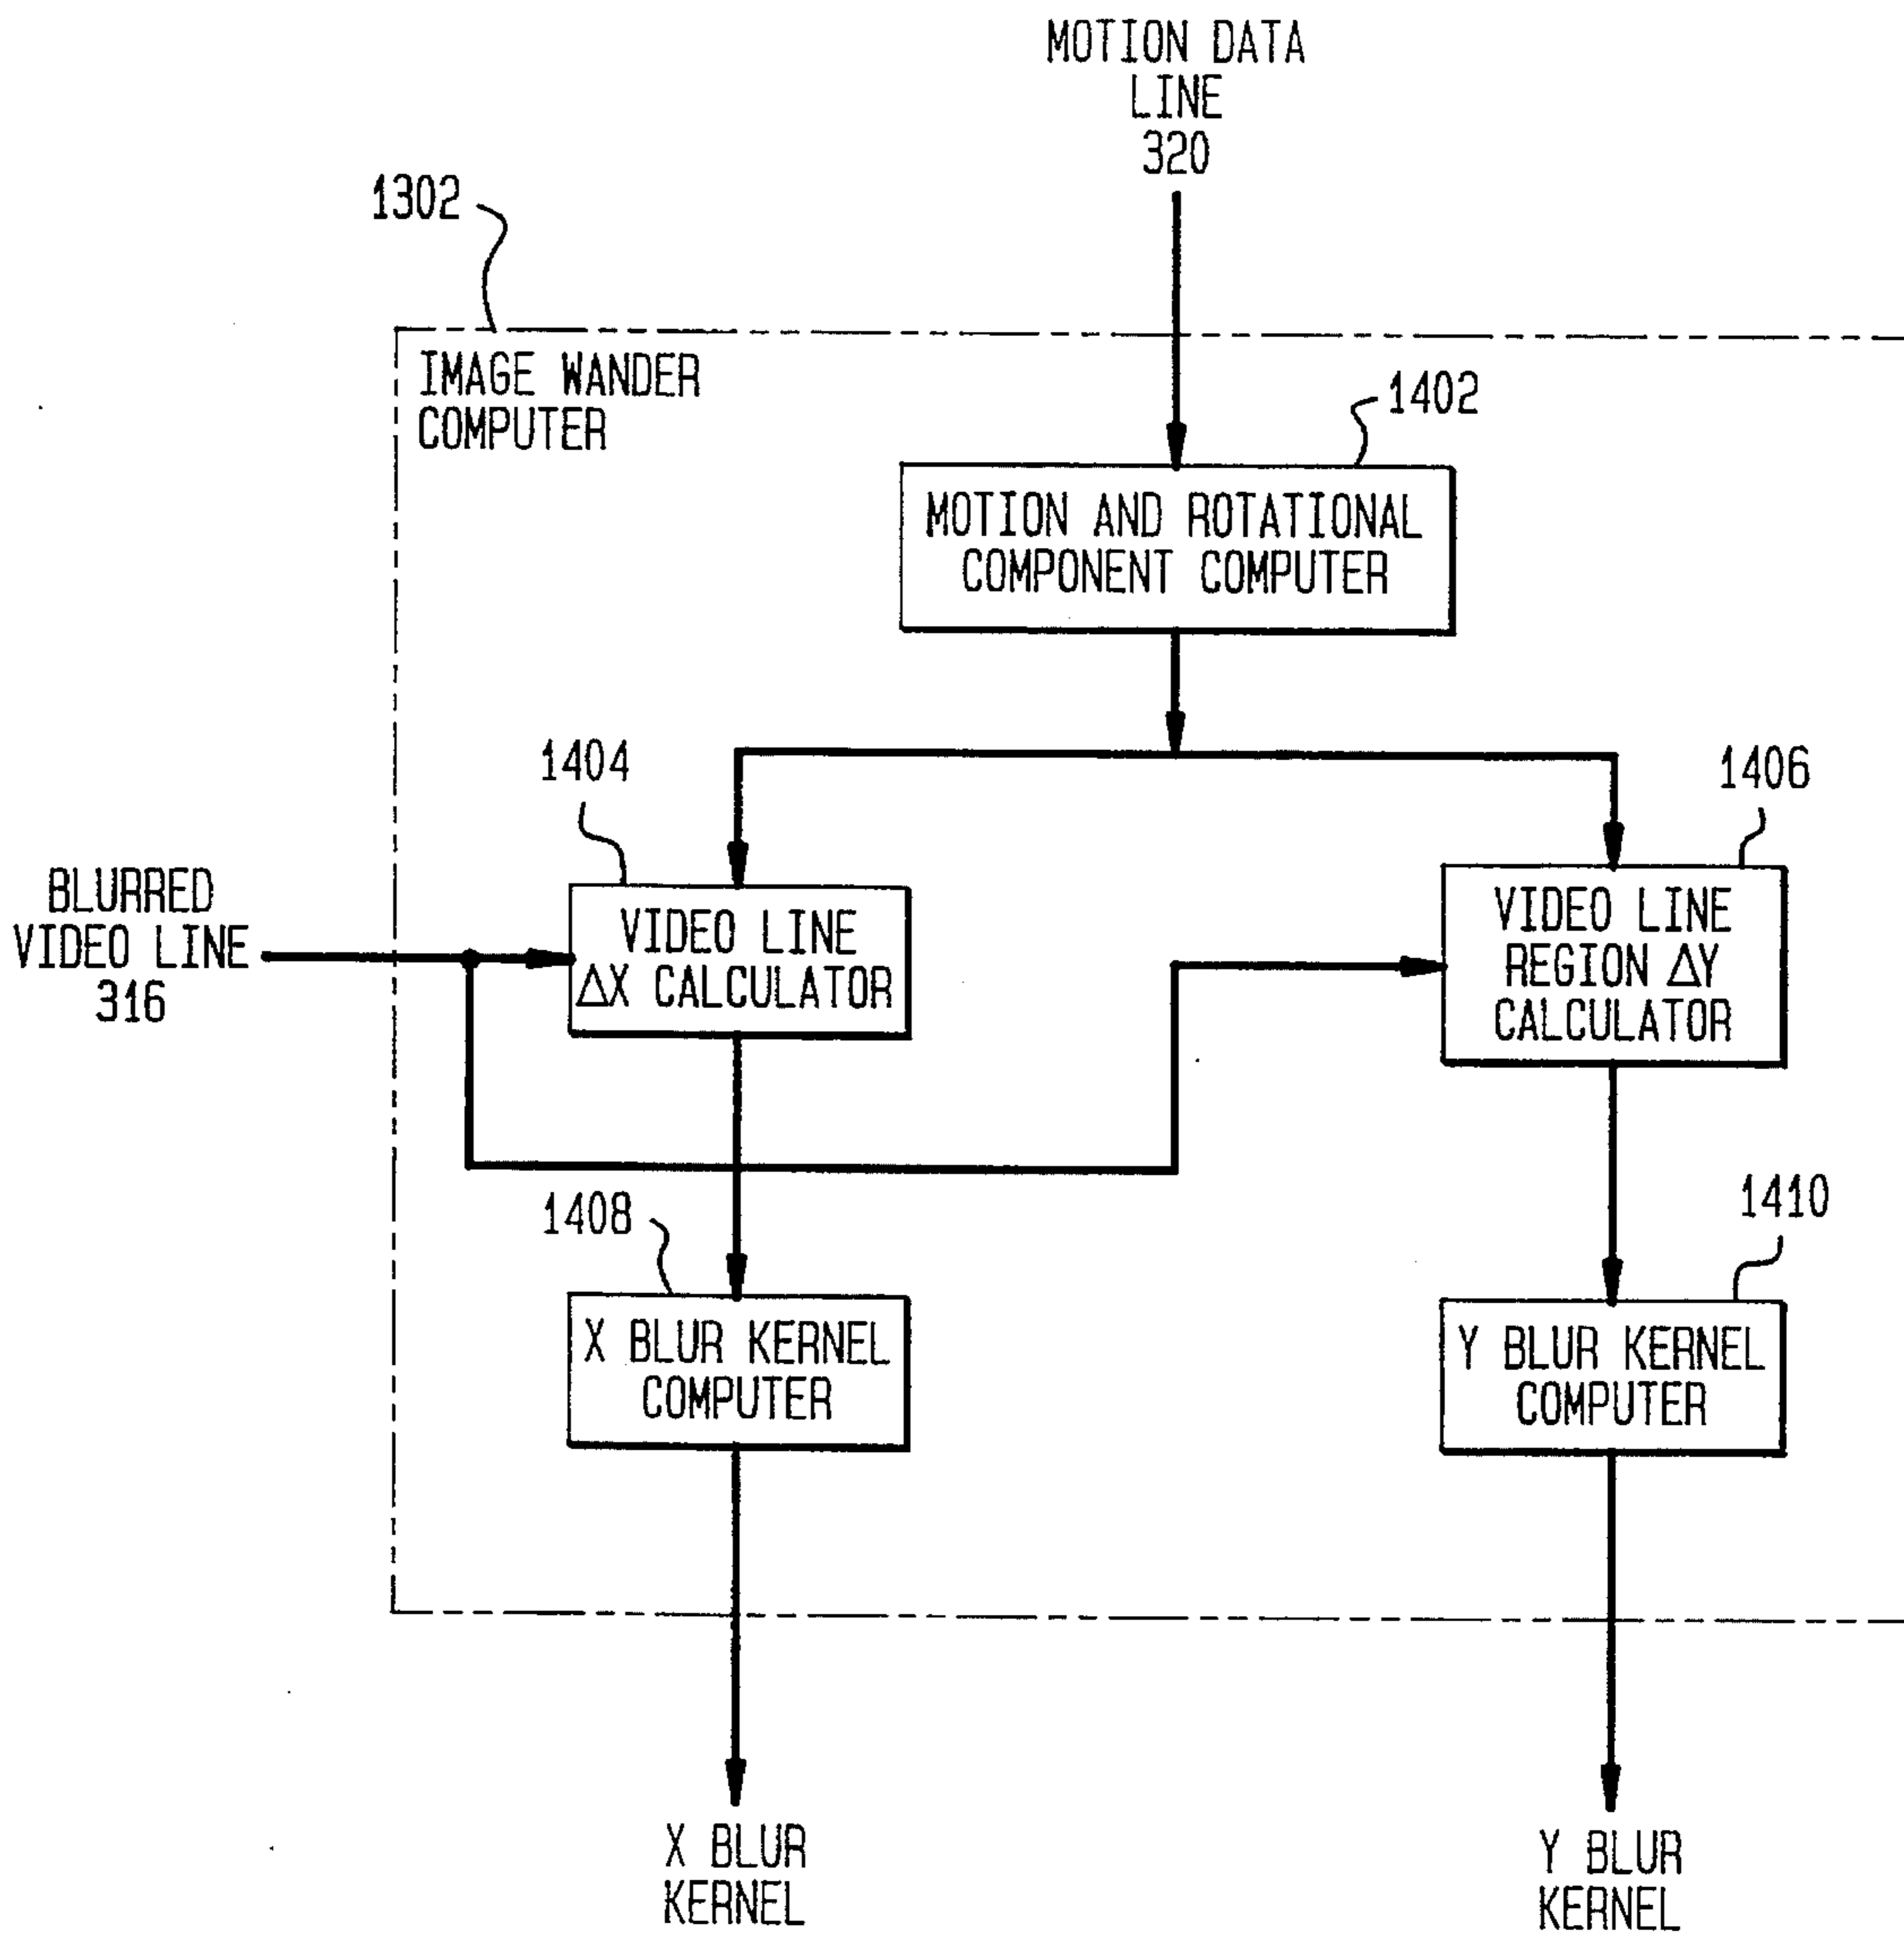 MOTION DATA
LINE
320
1302
IMAGE WANDER
COMPUTER
1402
MOTION AND ROTATIONAL
COMPONENT COMPUTER
1404
1406
BLURRED
VIDEO LINE
316
VIDEO LINE
ΔX CALCULATOR
VIDEO LINE
REGION ΔY
CALCULATOR
1408
1410
X BLUR KERNEL
COMPUTER
Y BLUR KERNEL
COMPUTER
X BLUR
KERNEL
Y BLUR
KERNEL